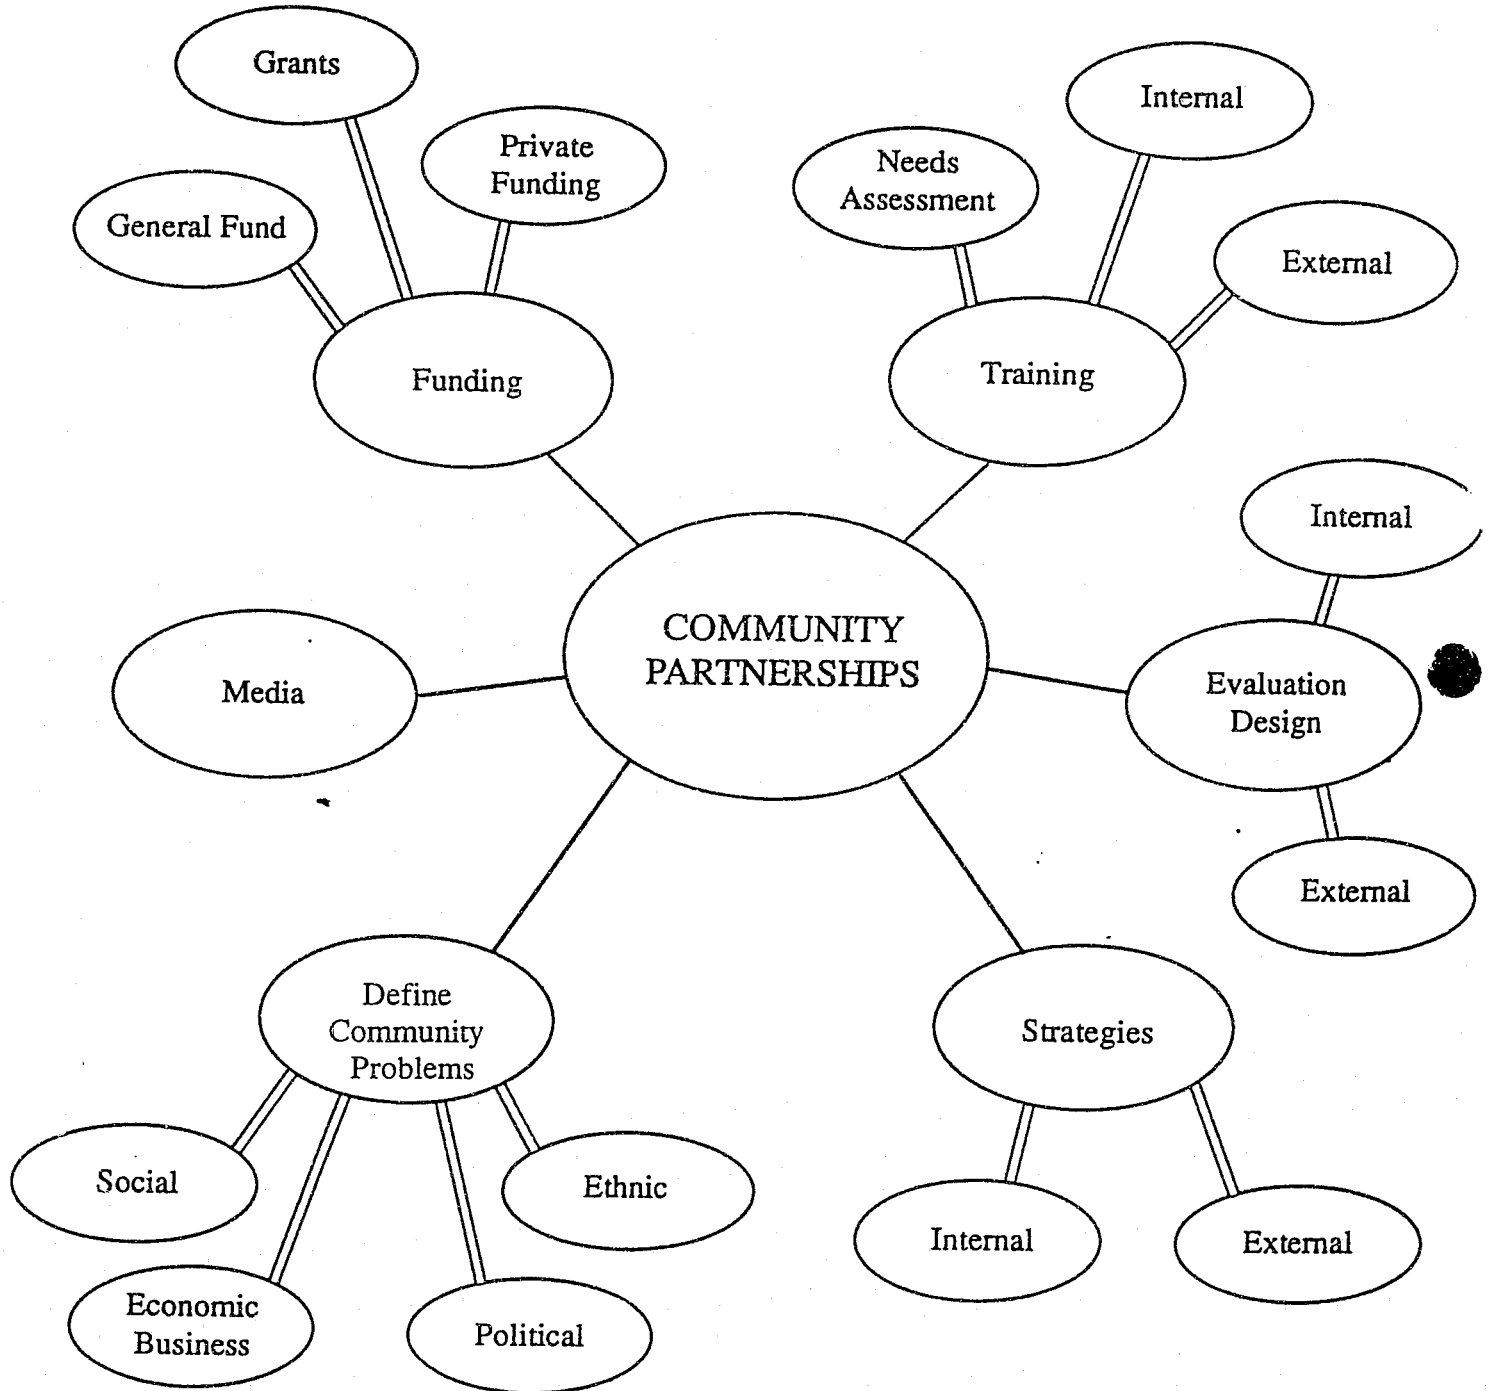 Grants
Private
Funding
General Fund
Funding
Internal
Needs
Assessment
External
Training
COMMUNITY
PARTNERSHIPS
Media
Internal
Evaluation
Design
External
Define
Community
Problems
Social
Economic
Business
Political
Ethnic
Strategies
Internal
External